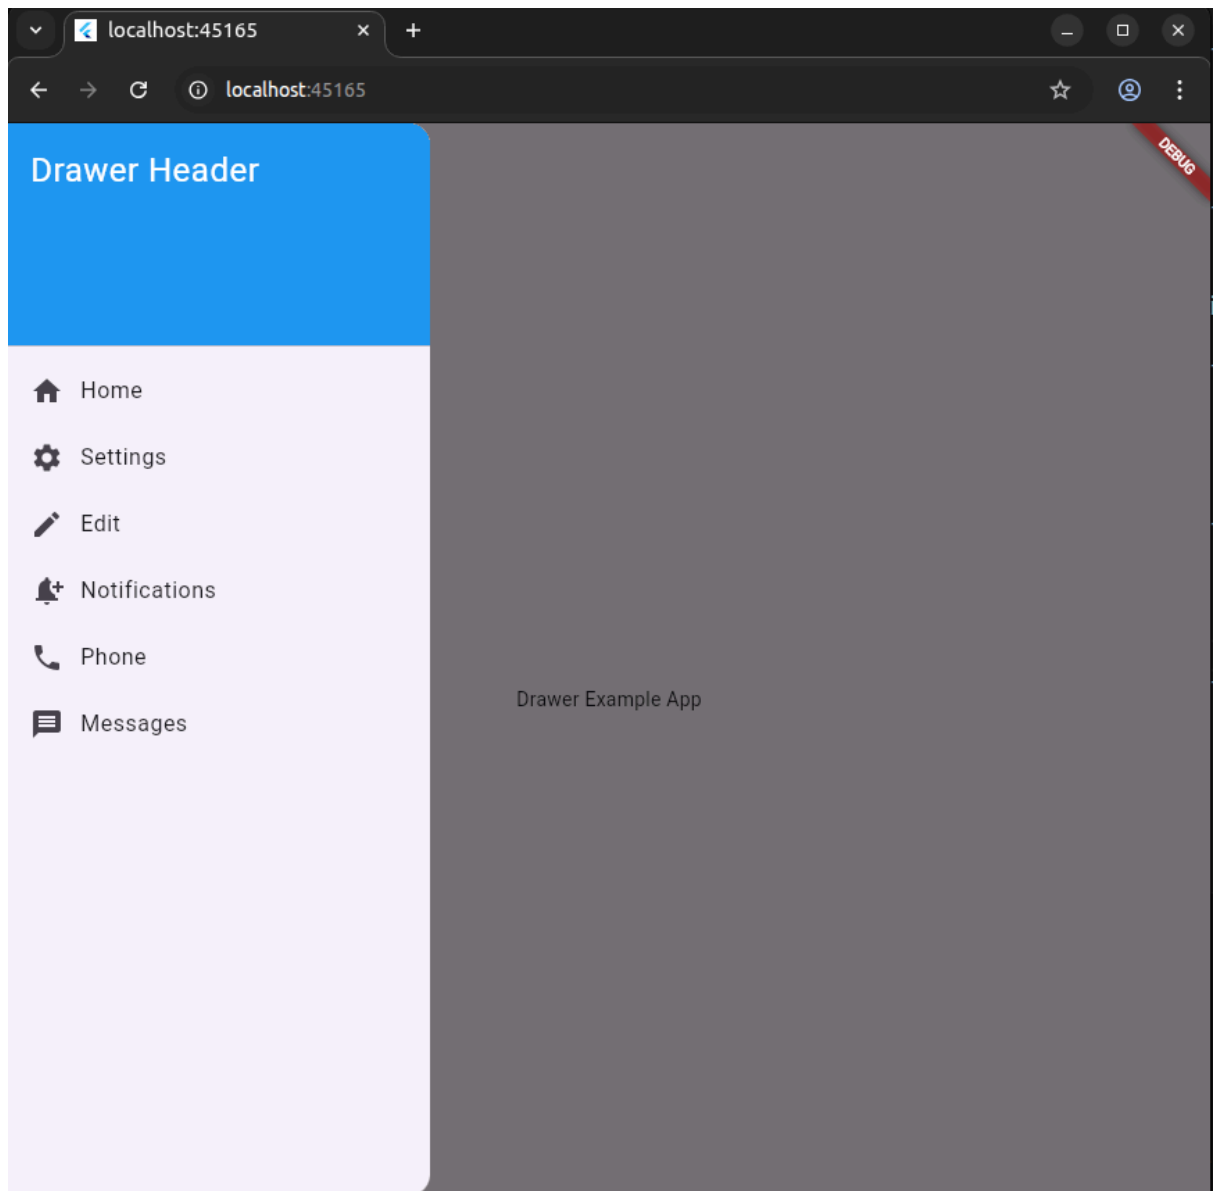 localhost:45165
localhost:45165
DEBUG
Drawer Header
Home
Settings
Edit
Notifications
Phone
Messages
Drawer Example App